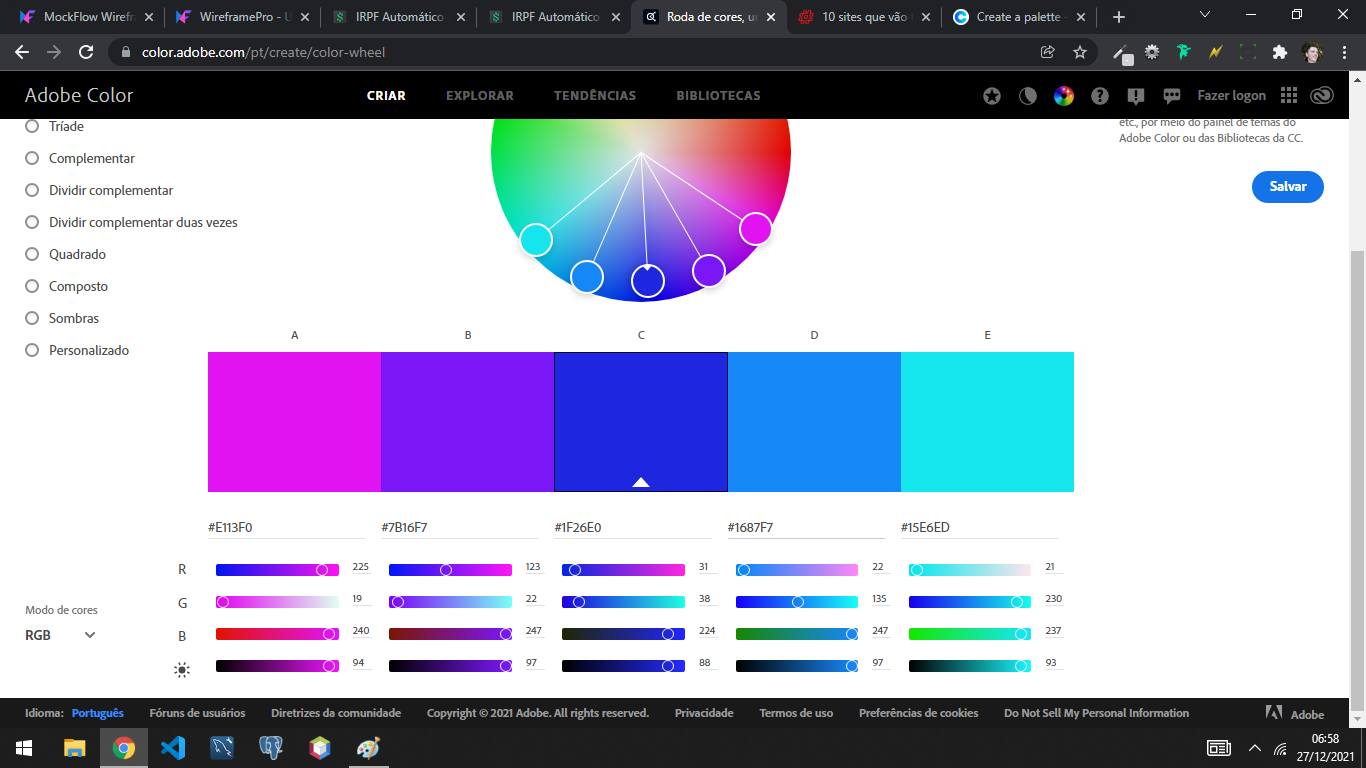 MockFlow Wirefr
WireframePro - U
IRPF Automático
IRPF Automático
Roda de cores, un
10 sites que vão
Create a palette -
color.adobe.com/pt/create/color-wheel
Adobe Color
CRIAR
EXPLORAR
TENDÊNCIAS
BIBLIOTECAS
Fazer logon
etc., por meio do painel de temas do
Adobe Color ou das Bibliotecas da CC.
Salvar
Tríade
Complementar
Dividir complementar
Dividir complementar duas vezes
Quadrado
Composto
Sombras
Personalizado
A B C D E
#E113F0 #7B16F7 #1F26E0 #1687F7 #15E6ED
R 225 123 31 22 21
G 19 22 38 135 230
Modo de cores
RGB
B 240 247 224 247 237
94 97 88 97 93
Idioma: Português Fóruns de usuários Diretrizes da comunidade Copyright © 2021 Adobe. All rights reserved. Privacidade Termos de uso Preferências de cookies Do Not Sell My Personal Information Adobe
06:58
27/12/2021